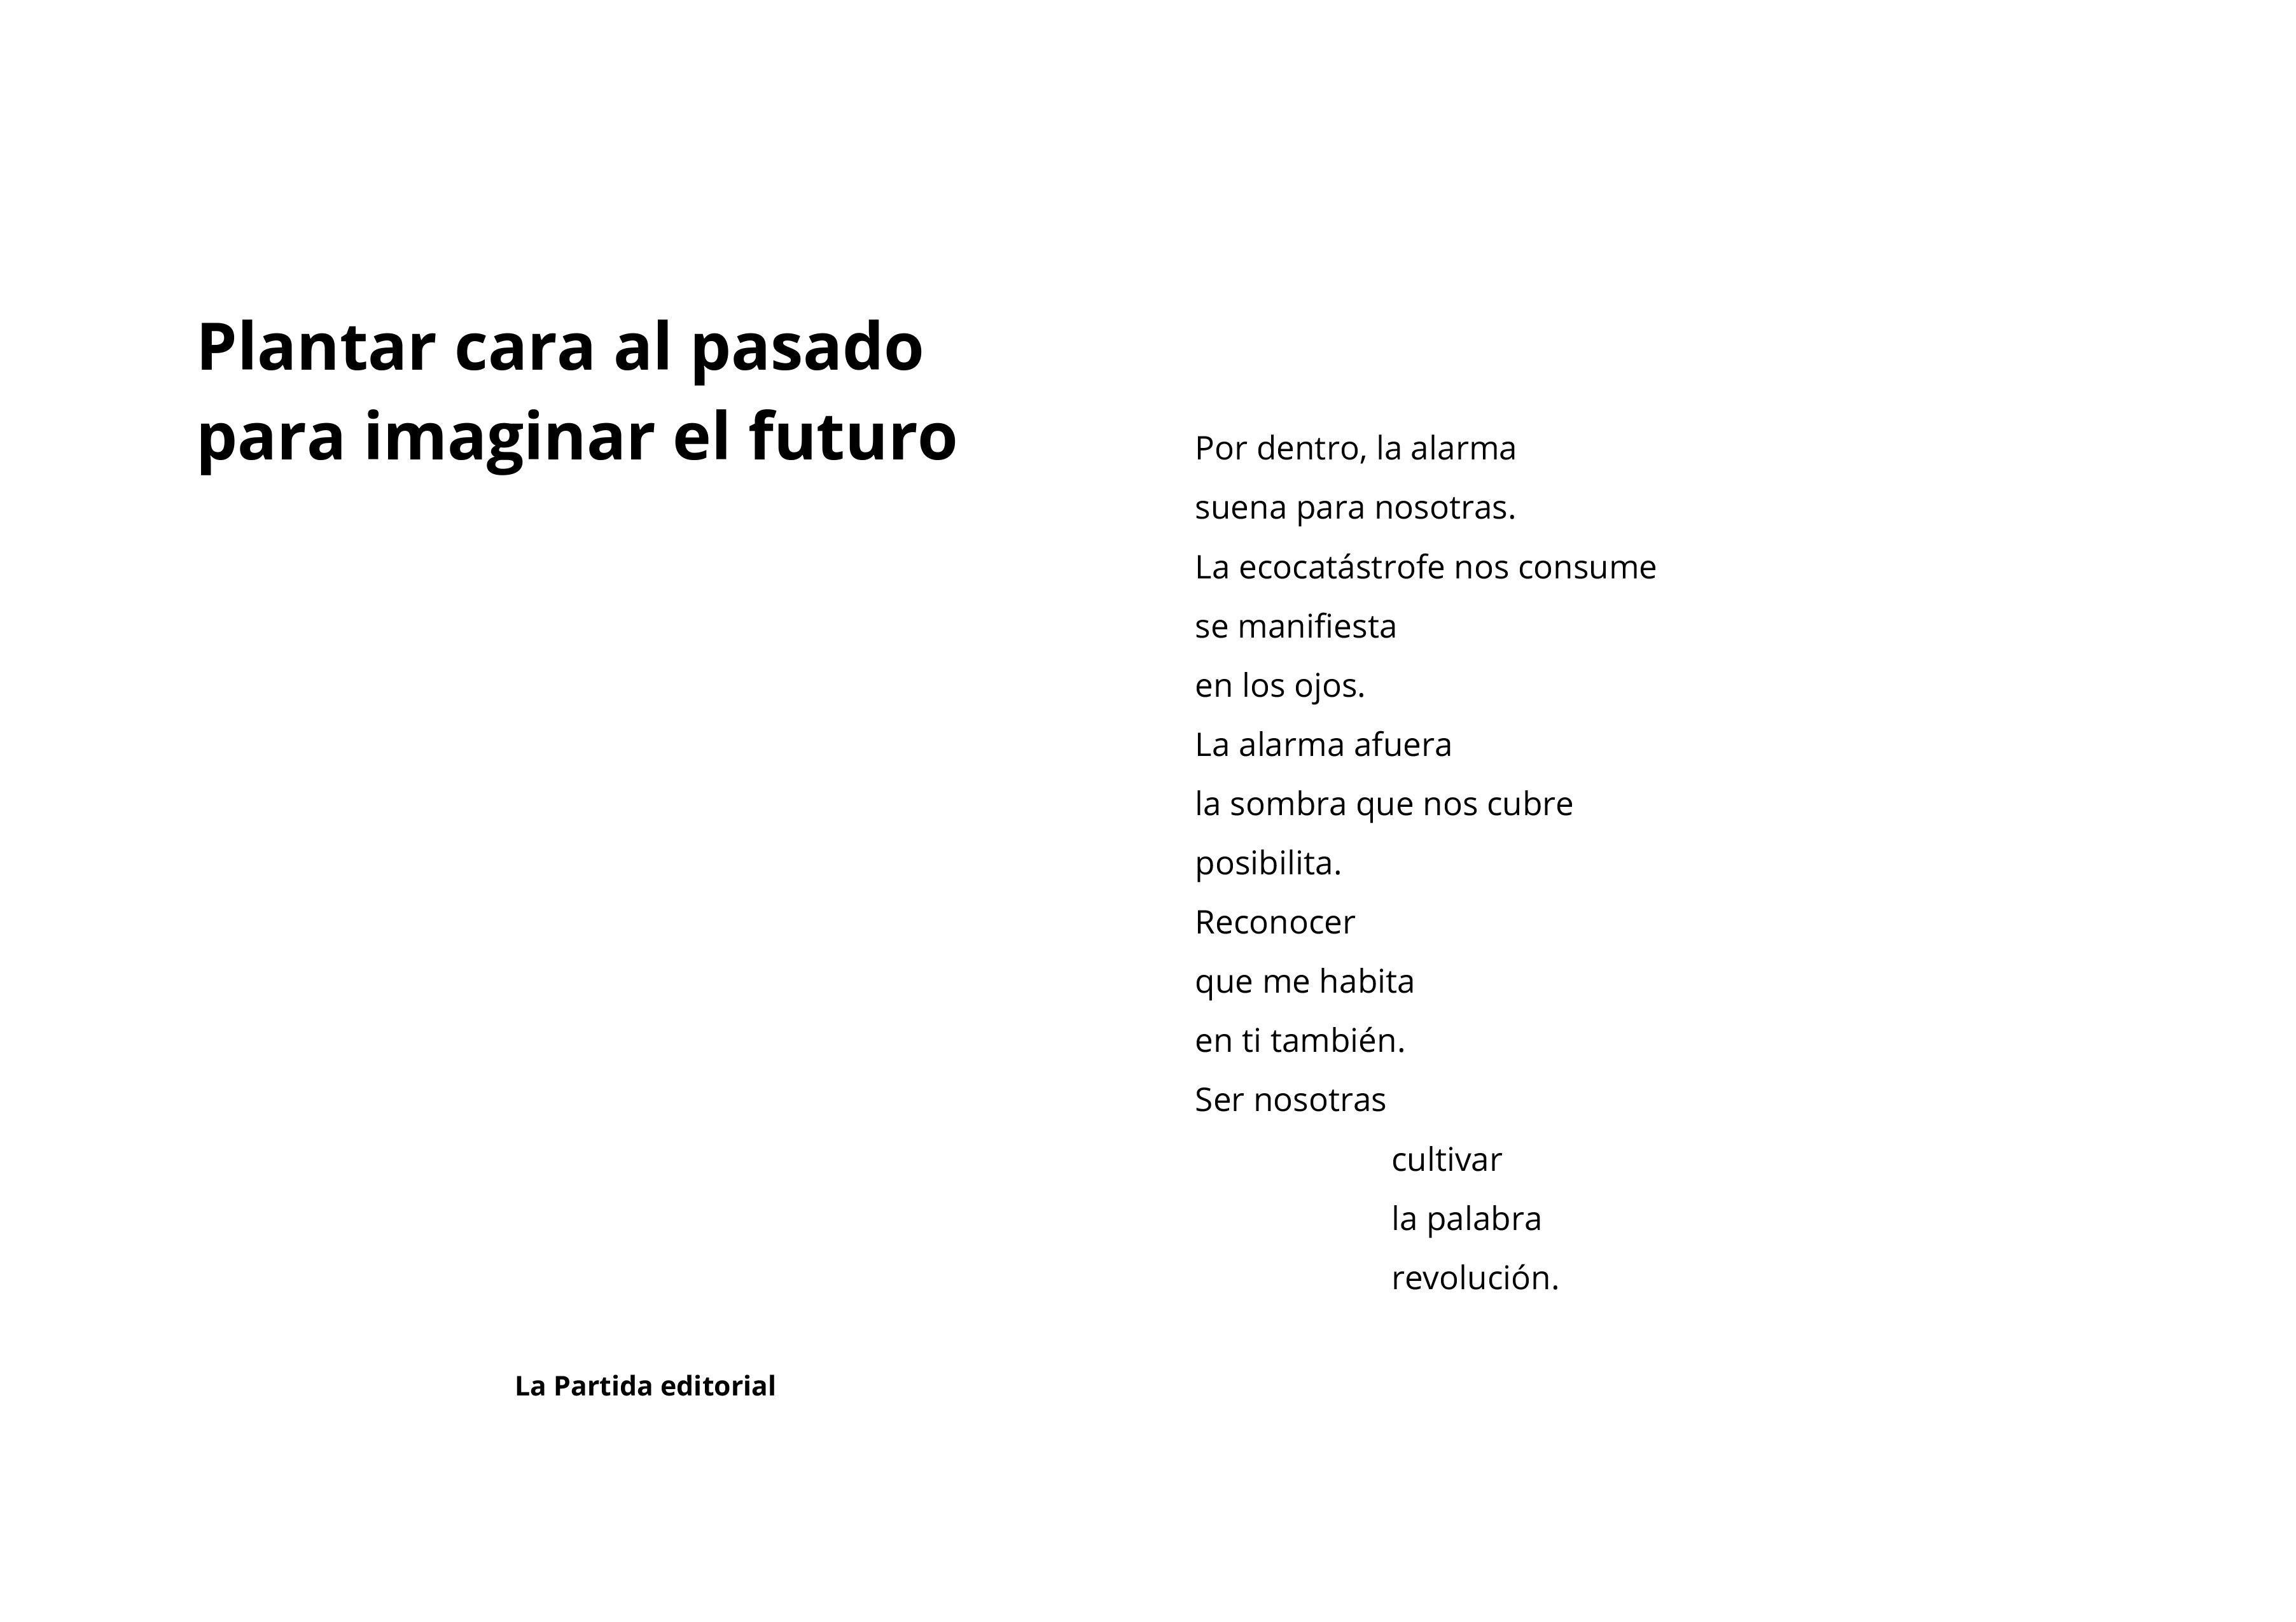 Plantar cara al pasado
para imaginar el futuro
La Partida editorial
Por dentro, la alarma
suena para nosotras.
La ecocatástrofe nos consume
se manifiesta
en los ojos.
La alarma afuera
la sombra que nos cubre
posibilita.
Reconocer
que me habita
en ti también.
Ser nosotras
cultivar
la palabra
revolución.